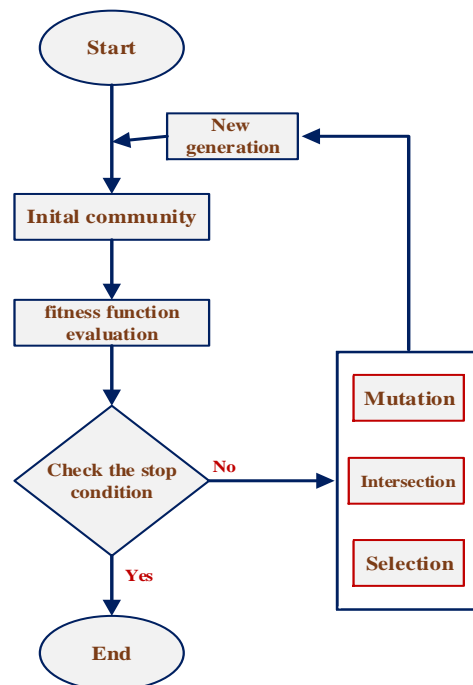 Start
New
generation
Inital community
fitness function
evaluation
Check the stop
condition
No
Yes
End
Mutation
Intersection
Selection